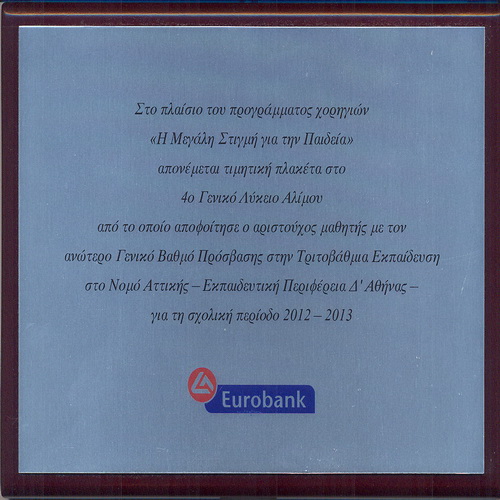 Στο πλαίσιο του προγράμματος χορηγιών
«Η Μεγάλη Στιγμή για την Παιδεία»
απονέμεται τιμητική πλακέτα στο
4ο Γενικό Λύκειο Αλίμου
από το οποίο αποφοίτησε ο αριστούχος μαθητής με τον
ανώτερο Γενικό Βαθμό Πρόσβασης στην Τριτοβάθμια Εκπαίδευση
στο Νομό Αττικής – Εκπαιδευτική Περιφέρεια Δ' Αθήνας –
για τη σχολική περίοδο 2012 – 2013
Eurobank